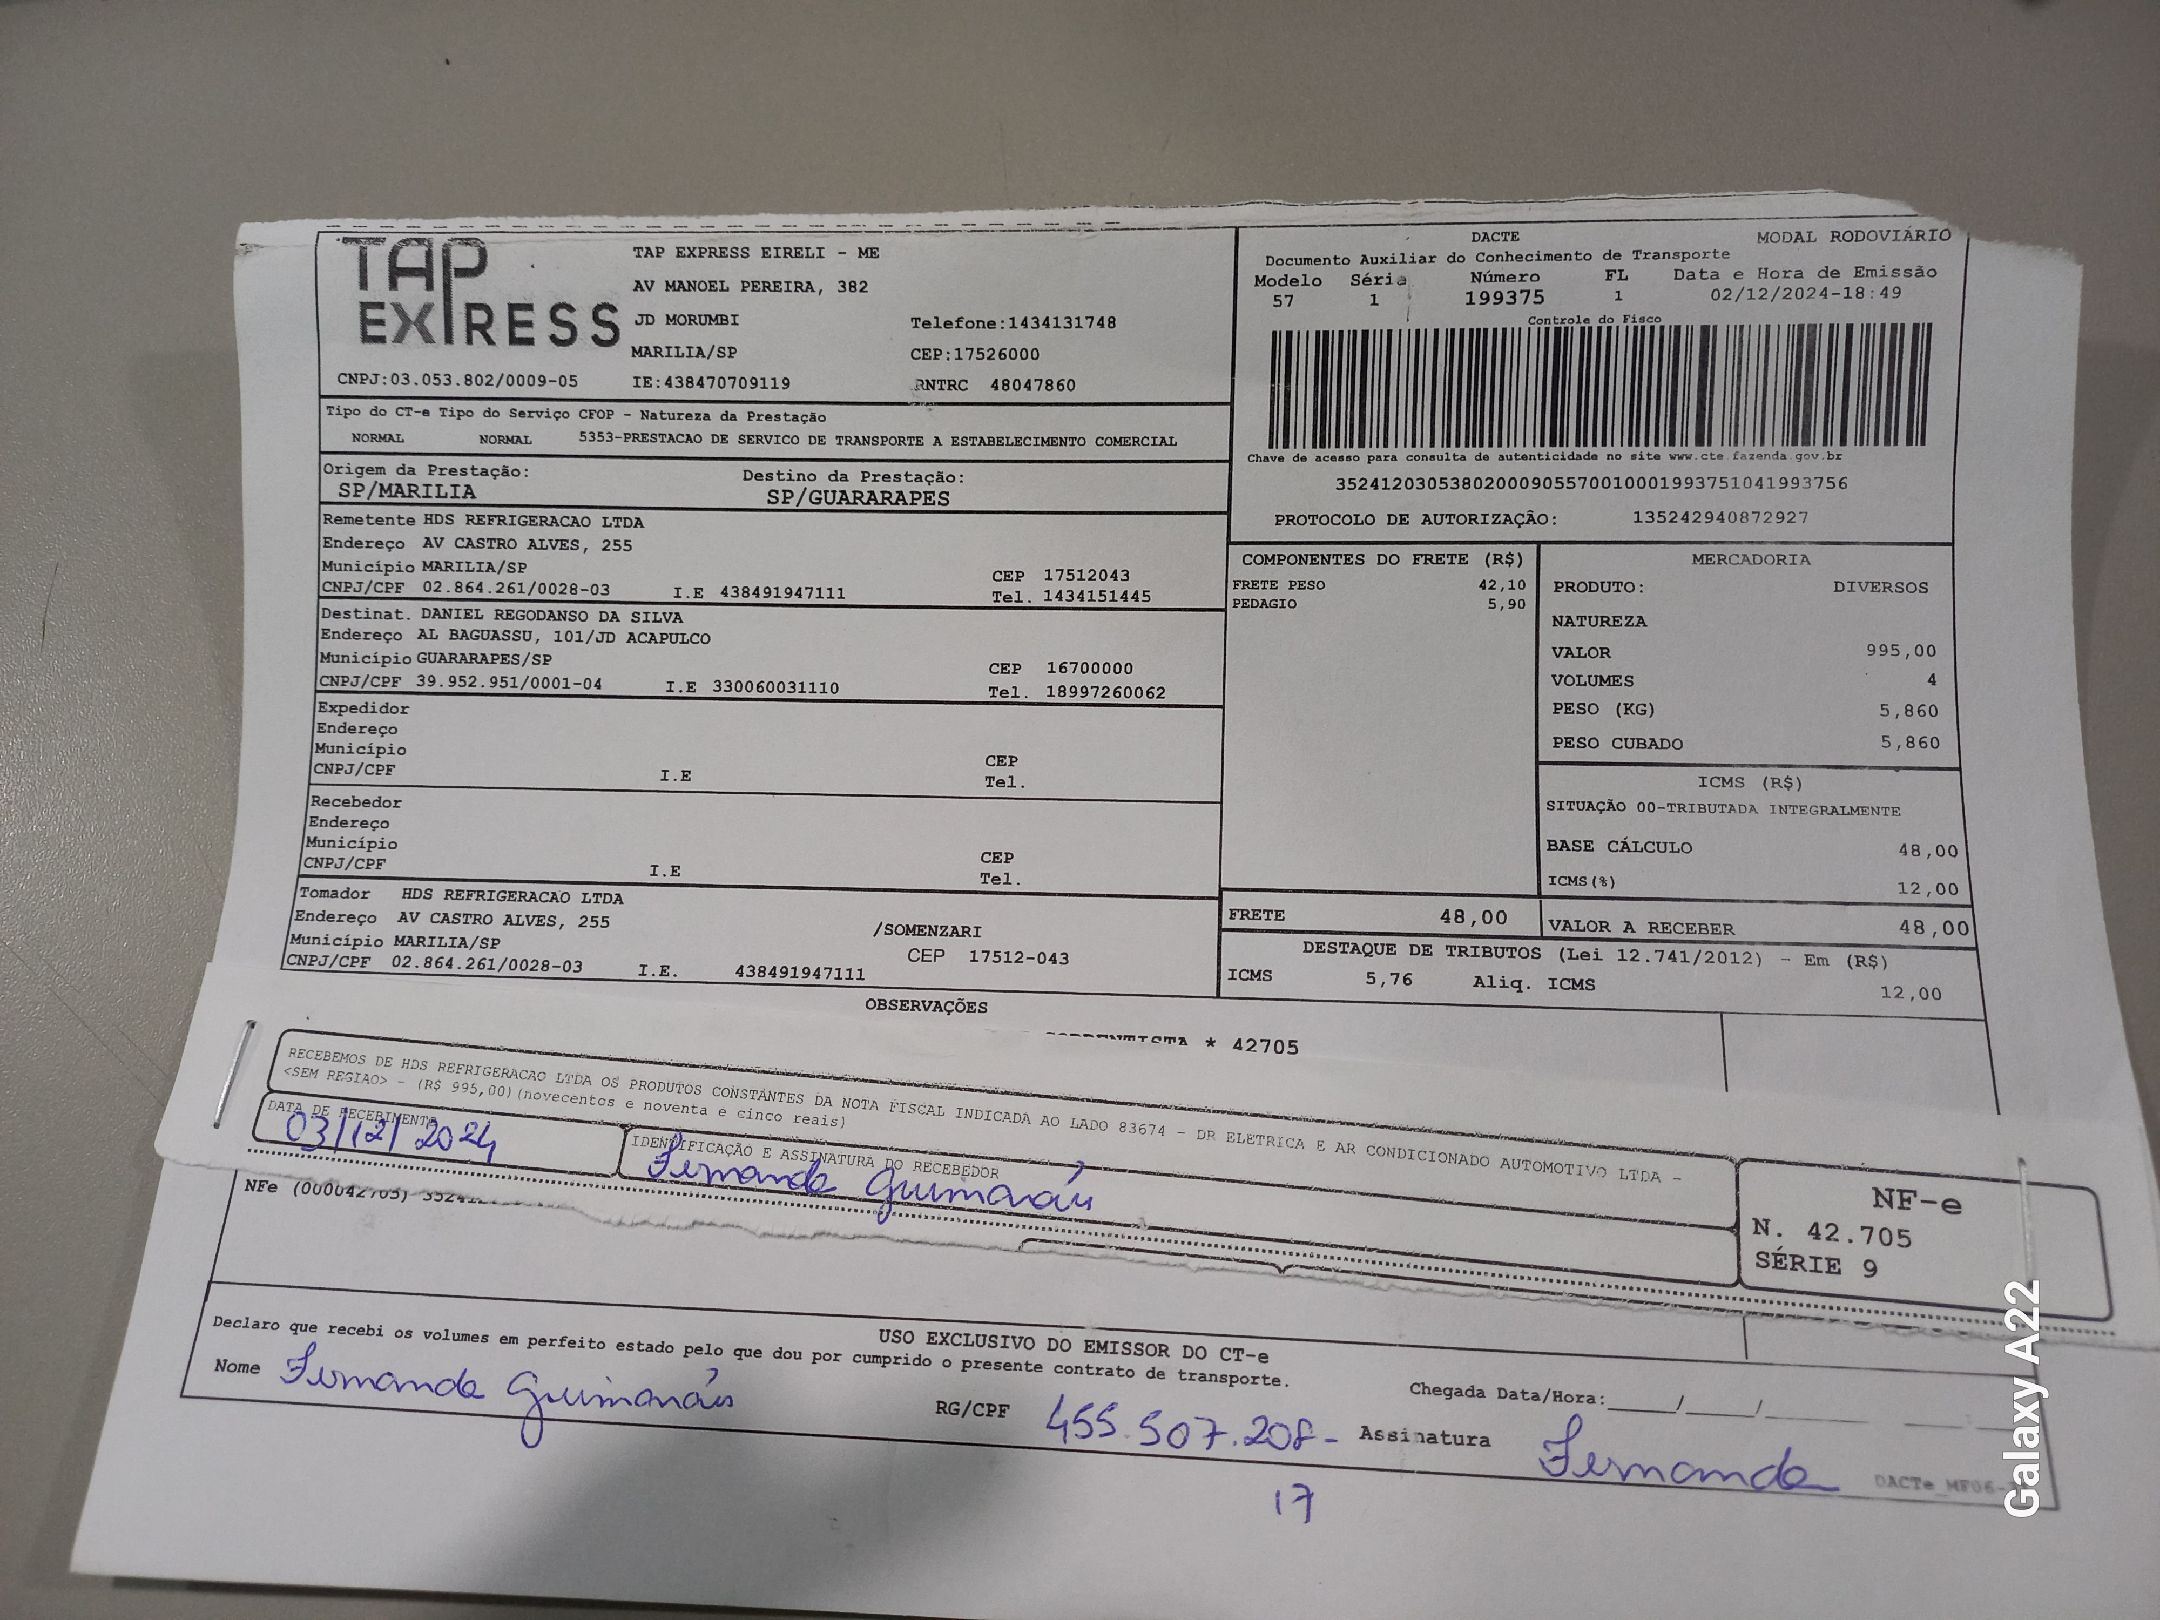 TAP
EXPRESS
TAP EXPRESS EIRELI - ME
AV MANOEL PEREIRA, 382
JD MORUMBI Telefone:1434131748
MARILIA/SP CEP:17526000
CNPJ:03.053.802/0009-05 IE:438470709119 RNTRC 48047860
DACTE MODAL RODOVIÁRIO
Documento Auxiliar do Conhecimento de Transporte
Modelo Série Número FL Data e Hora de Emissão
57 1 199375 1 02/12/2024-18:49
Controle do Fisco
Chave de acesso para consulta de autenticidade no site www.cte.fazenda.gov.br
35241203053802000905570010001993751041993756
PROTOCOLO DE AUTORIZAÇÃO: 135242940872927
Tipo do CT-e Tipo do Serviço CFOP - Natureza da Prestação
NORMAL NORMAL 5353-PRESTACAO DE SERVICO DE TRANSPORTE A ESTABELECIMENTO COMERCIAL
Origem da Prestação: Destino da Prestação:
SP/MARILIA SP/GUARARAPES
Remetente HDS REFRIGERACAO LTDA
Endereço AV CASTRO ALVES, 255
Município MARILIA/SP CEP 17512043
CNPJ/CPF 02.864.261/0028-03 I.E 438491947111 Tel. 1434151445
Destinat. DANIEL REGODANSO DA SILVA
Endereço AL BAGUASSU, 101/JD ACAPULCO
Município GUARARAPES/SP CEP 16700000
CNPJ/CPF 39.952.951/0001-04 I.E 330060031110 Tel. 18997260062
Expedidor
Endereço
Município CEP
CNPJ/CPF I.E Tel.
Recebedor
Endereço
Município CEP
CNPJ/CPF I.E Tel.
Tomador HDS REFRIGERACAO LTDA
Endereço AV CASTRO ALVES, 255 /SOMENZARI
Município MARILIA/SP CEP 17512-043
CNPJ/CPF 02.864.261/0028-03 I.E. 438491947111
COMPONENTES DO FRETE (R$)
FRETE PESO 42,10
PEDAGIO 5,90
MERCADORIA
PRODUTO: DIVERSOS
NATUREZA
VALOR 995,00
VOLUMES 4
PESO (KG) 5,860
PESO CUBADO 5,860
ICMS (R$)
SITUAÇÃO 00-TRIBUTADA INTEGRALMENTE
BASE CÁLCULO 48,00
ICMS(%) 12,00
FRETE 48,00 VALOR A RECEBER 48,00
DESTAQUE DE TRIBUTOS (Lei 12.741/2012) - Em (R$)
ICMS 5,76 Aliq. ICMS 12,00
OBSERVAÇÕES
* 42705
RECEBEMOS DE HDS REFRIGERACAO LTDA OS PRODUTOS CONSTANTES DA NOTA FISCAL INDICADA AO LADO 83674 - DR ELETRICA E AR CONDICIONADO AUTOMOTIVO LTDA -
<SEM REGIAO> - (R$ 995,00)(novecentos e noventa e cinco reais)
DATA DE RECEBIMENTO IDENTIFICAÇÃO E ASSINATURA DO RECEBEDOR
03/12/2024 Fernanda Guimarães
NF-e
N. 42.705
SÉRIE 9
NFe (000042705)
USO EXCLUSIVO DO EMISSOR DO CT-e
Declaro que recebi os volumes em perfeito estado pelo que dou por cumprido o presente contrato de transporte.
Chegada Data/Hora:____/____/____
Nome Fernanda Guimarães RG/CPF 455.507.208- Assinatura Fernanda
17
Galaxy A22